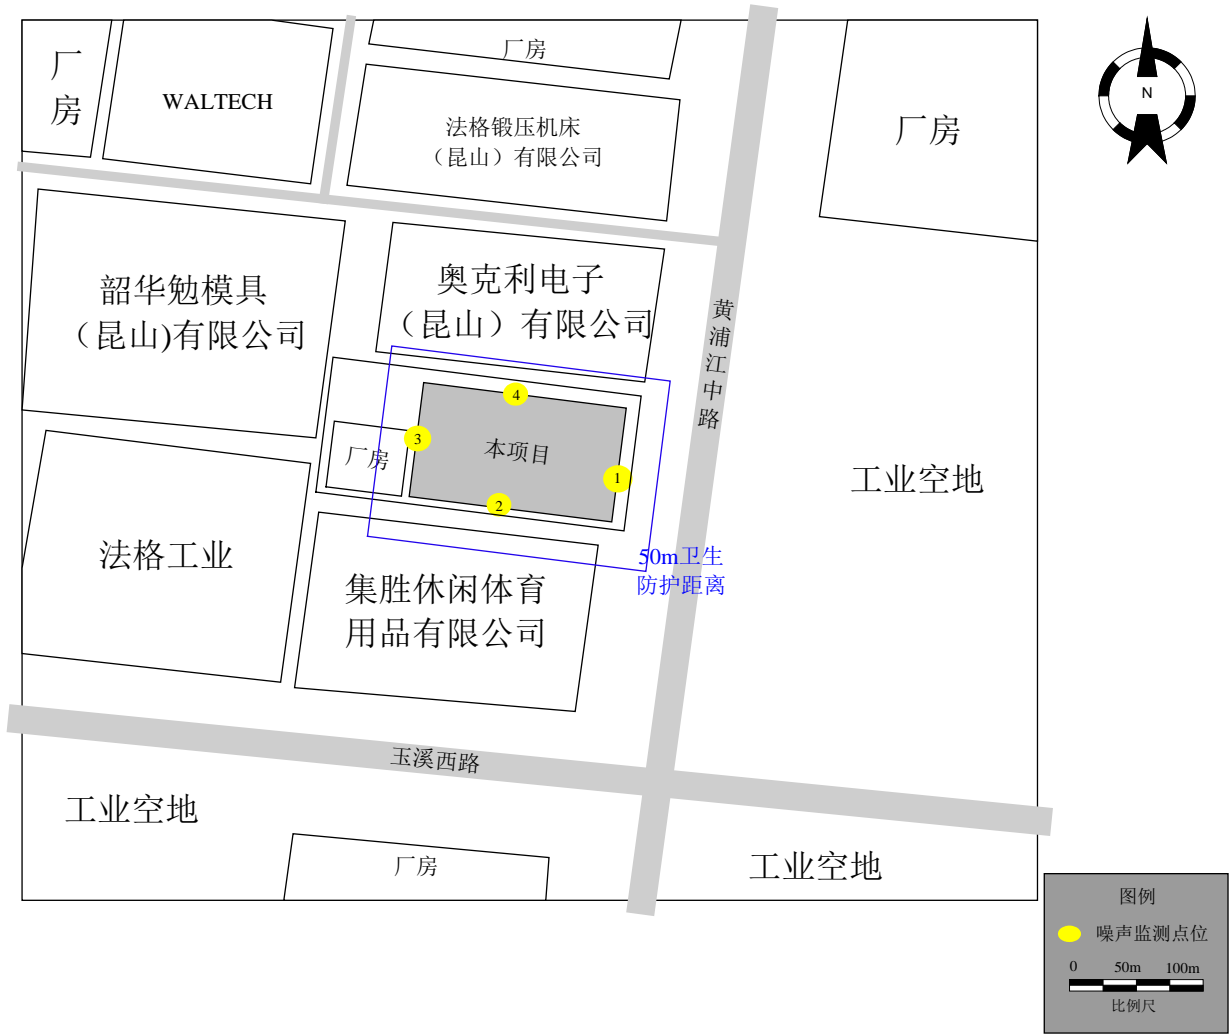 厂房
厂
房
WALTECH
法格锻压机床
（昆山）有限公司
厂房
N
韶华勉模具
（昆山)有限公司
奥克利电子
（昆山）有限公司
黄浦江中路
4
3
本项目
厂房
1
2
工业空地
法格工业
50m卫生
防护距离
集胜休闲体育
用品有限公司
玉溪西路
工业空地
厂房
工业空地
图例
噪声监测点位
0 50m 100m
比例尺